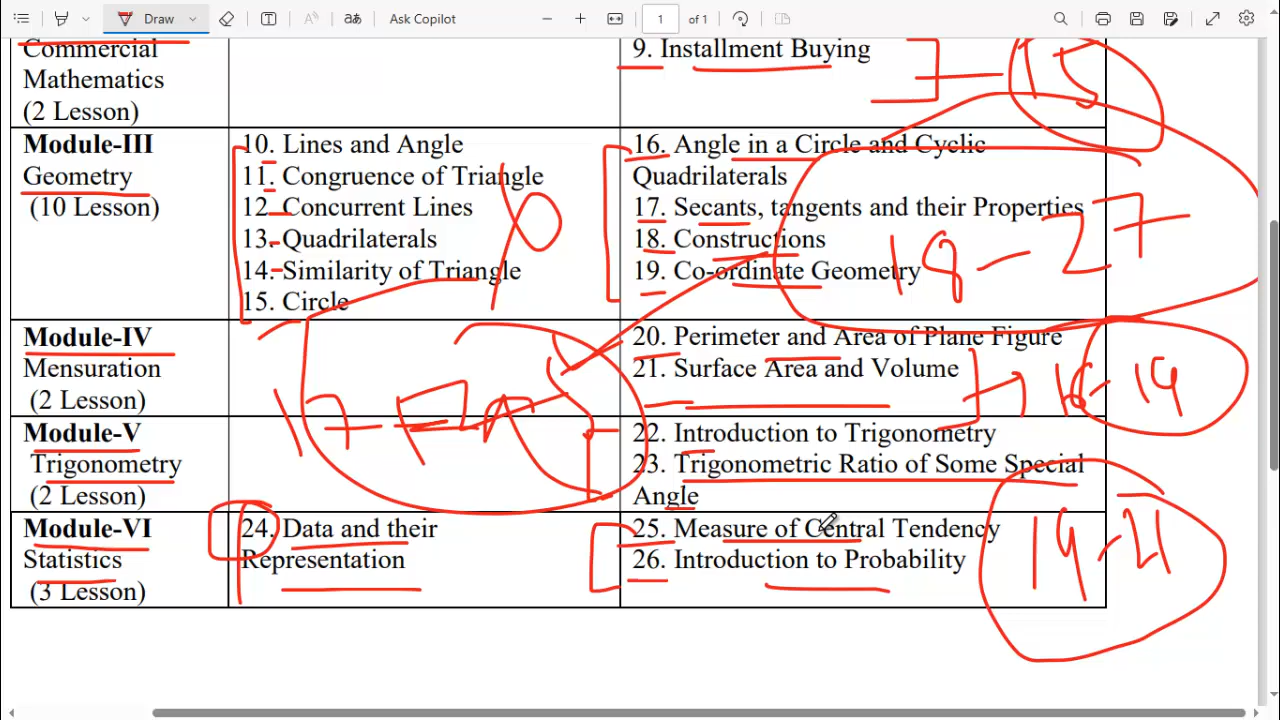 Draw
aあ
Ask Copilot
1
of 1
Commercial
Mathematics
(2 Lesson)
9. Installment Buying
15
Module-III
Geometry
(10 Lesson)
10. Lines and Angle
11. Congruence of Triangle
12. Concurrent Lines
13. Quadrilaterals
14. Similarity of Triangle
15. Circle
16. Angle in a Circle and Cyclic
Quadrilaterals
17. Secants, tangents and their Properties
18. Constructions
19. Co-ordinate Geometry
18 - 27
Module-IV
Mensuration
(2 Lesson)
20. Perimeter and Area of Plane Figure
21. Surface Area and Volume
Module-V
Trigonometry
(2 Lesson)
22. Introduction to Trigonometry
23. Trigonometric Ratio of Some Special
Angle
Module-VI
Statistics
(3 Lesson)
24. Data and their
Representation
25. Measure of Central Tendency
26. Introduction to Probability
19 - 21